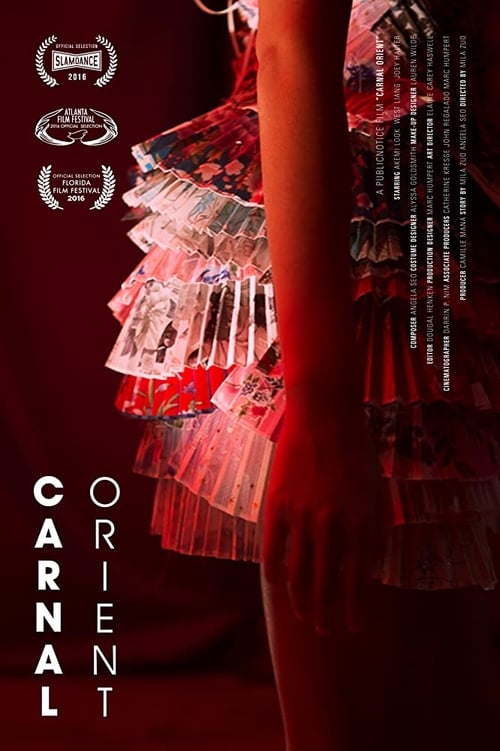 OFFICIAL SELECTION
SLAMDANCE
2016
ATLANTA
FILM FESTIVAL
2016 OFFICIAL SELECTION
OFFICIAL SELECTION
FLORIDA
FILM FESTIVAL
2016
A PUBLICNOTICE FILM "CARNAL ORIENT"
STARRING AKEMI LOOK WEST LIANG JOEY HALTER
COMPOSER ANGELA SEO COSTUME DESIGNER ALYSSA GOLDSMITH MAKE-UP DESIGNER LAUREN WILDE
EDITOR DOUGAL HENKEN PRODUCTION DESIGNER MARC HUMPERT ART DIRECTOR ELAINE CAREY HASWELL
CINEMATOGRAPHER DARRIN P. NIM ASSOCIATE PRODUCERS CATHERINE KRESGE JOHN REGALADO MARC HUMPERT
PRODUCER CAMILLE MANA STORY BY MILA ZUO ANGELA SEO DIRECTED BY MILA ZUO
CARNAL
ORIENT